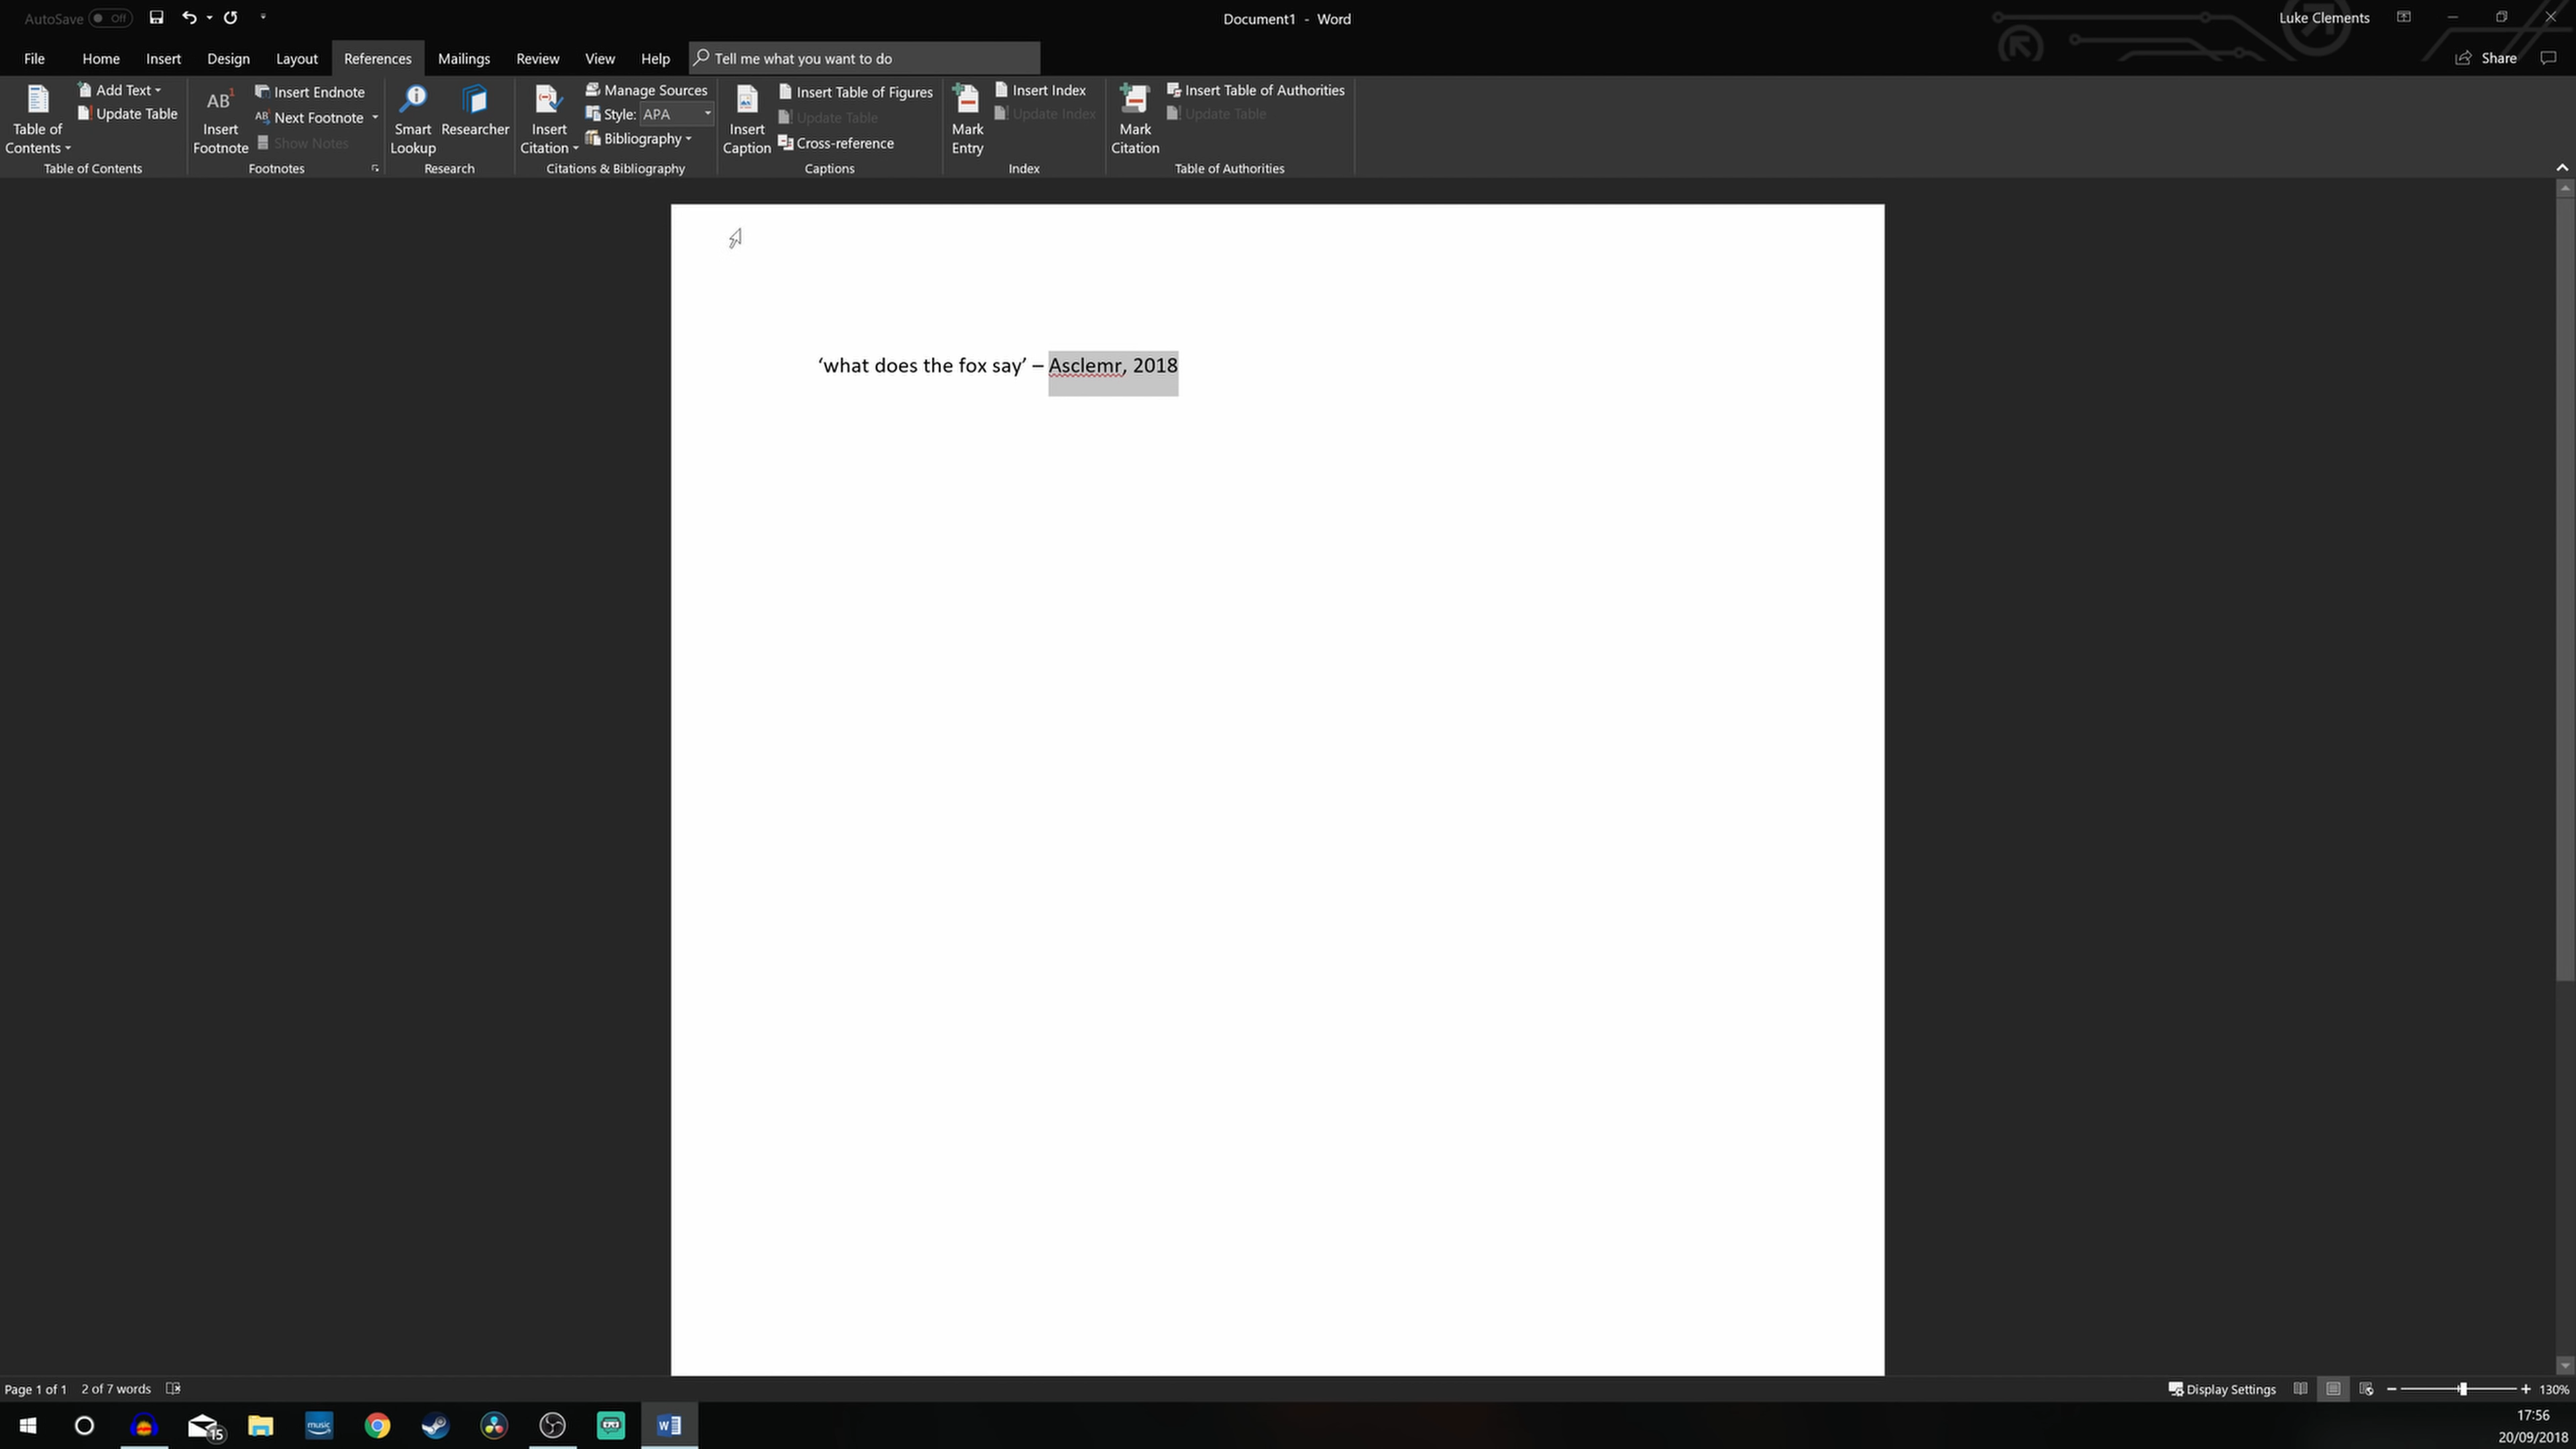 AutoSave Off
Document1 - Word
Luke Clements
File Home Insert Design Layout References Mailings Review View Help Tell me what you want to do
Share
Table of Contents
Add Text
Update Table
Table of Contents
AB1 Insert Footnote
Insert Endnote
AB1 Next Footnote
Show Notes
Footnotes
Smart Lookup
Researcher
Research
Insert Citation
Manage Sources
Style: APA
Bibliography
Citations & Bibliography
Insert Caption
Insert Table of Figures
Update Table
Cross-reference
Captions
Mark Entry
Insert Index
Update Index
Index
Mark Citation
Insert Table of Authorities
Update Table
Table of Authorities
‘what does the fox say’ – Asclemr, 2018
Page 1 of 1 2 of 7 words
Display Settings
130%
15
music
W
17:56
20/09/2018